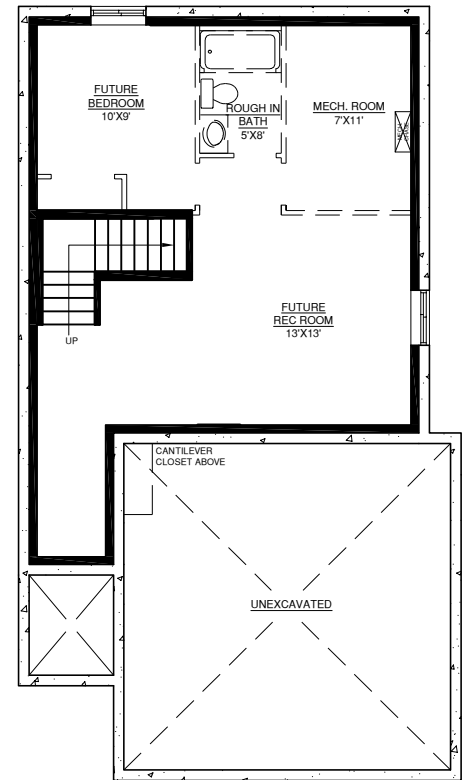 FUTURE
BEDROOM
10'X9'
ROUGH IN
BATH
5'X8'
MECH. ROOM
7'X11'
UP
FUTURE
REC ROOM
13'X13'
CANTILEVER
CLOSET ABOVE
UNEXCAVATED